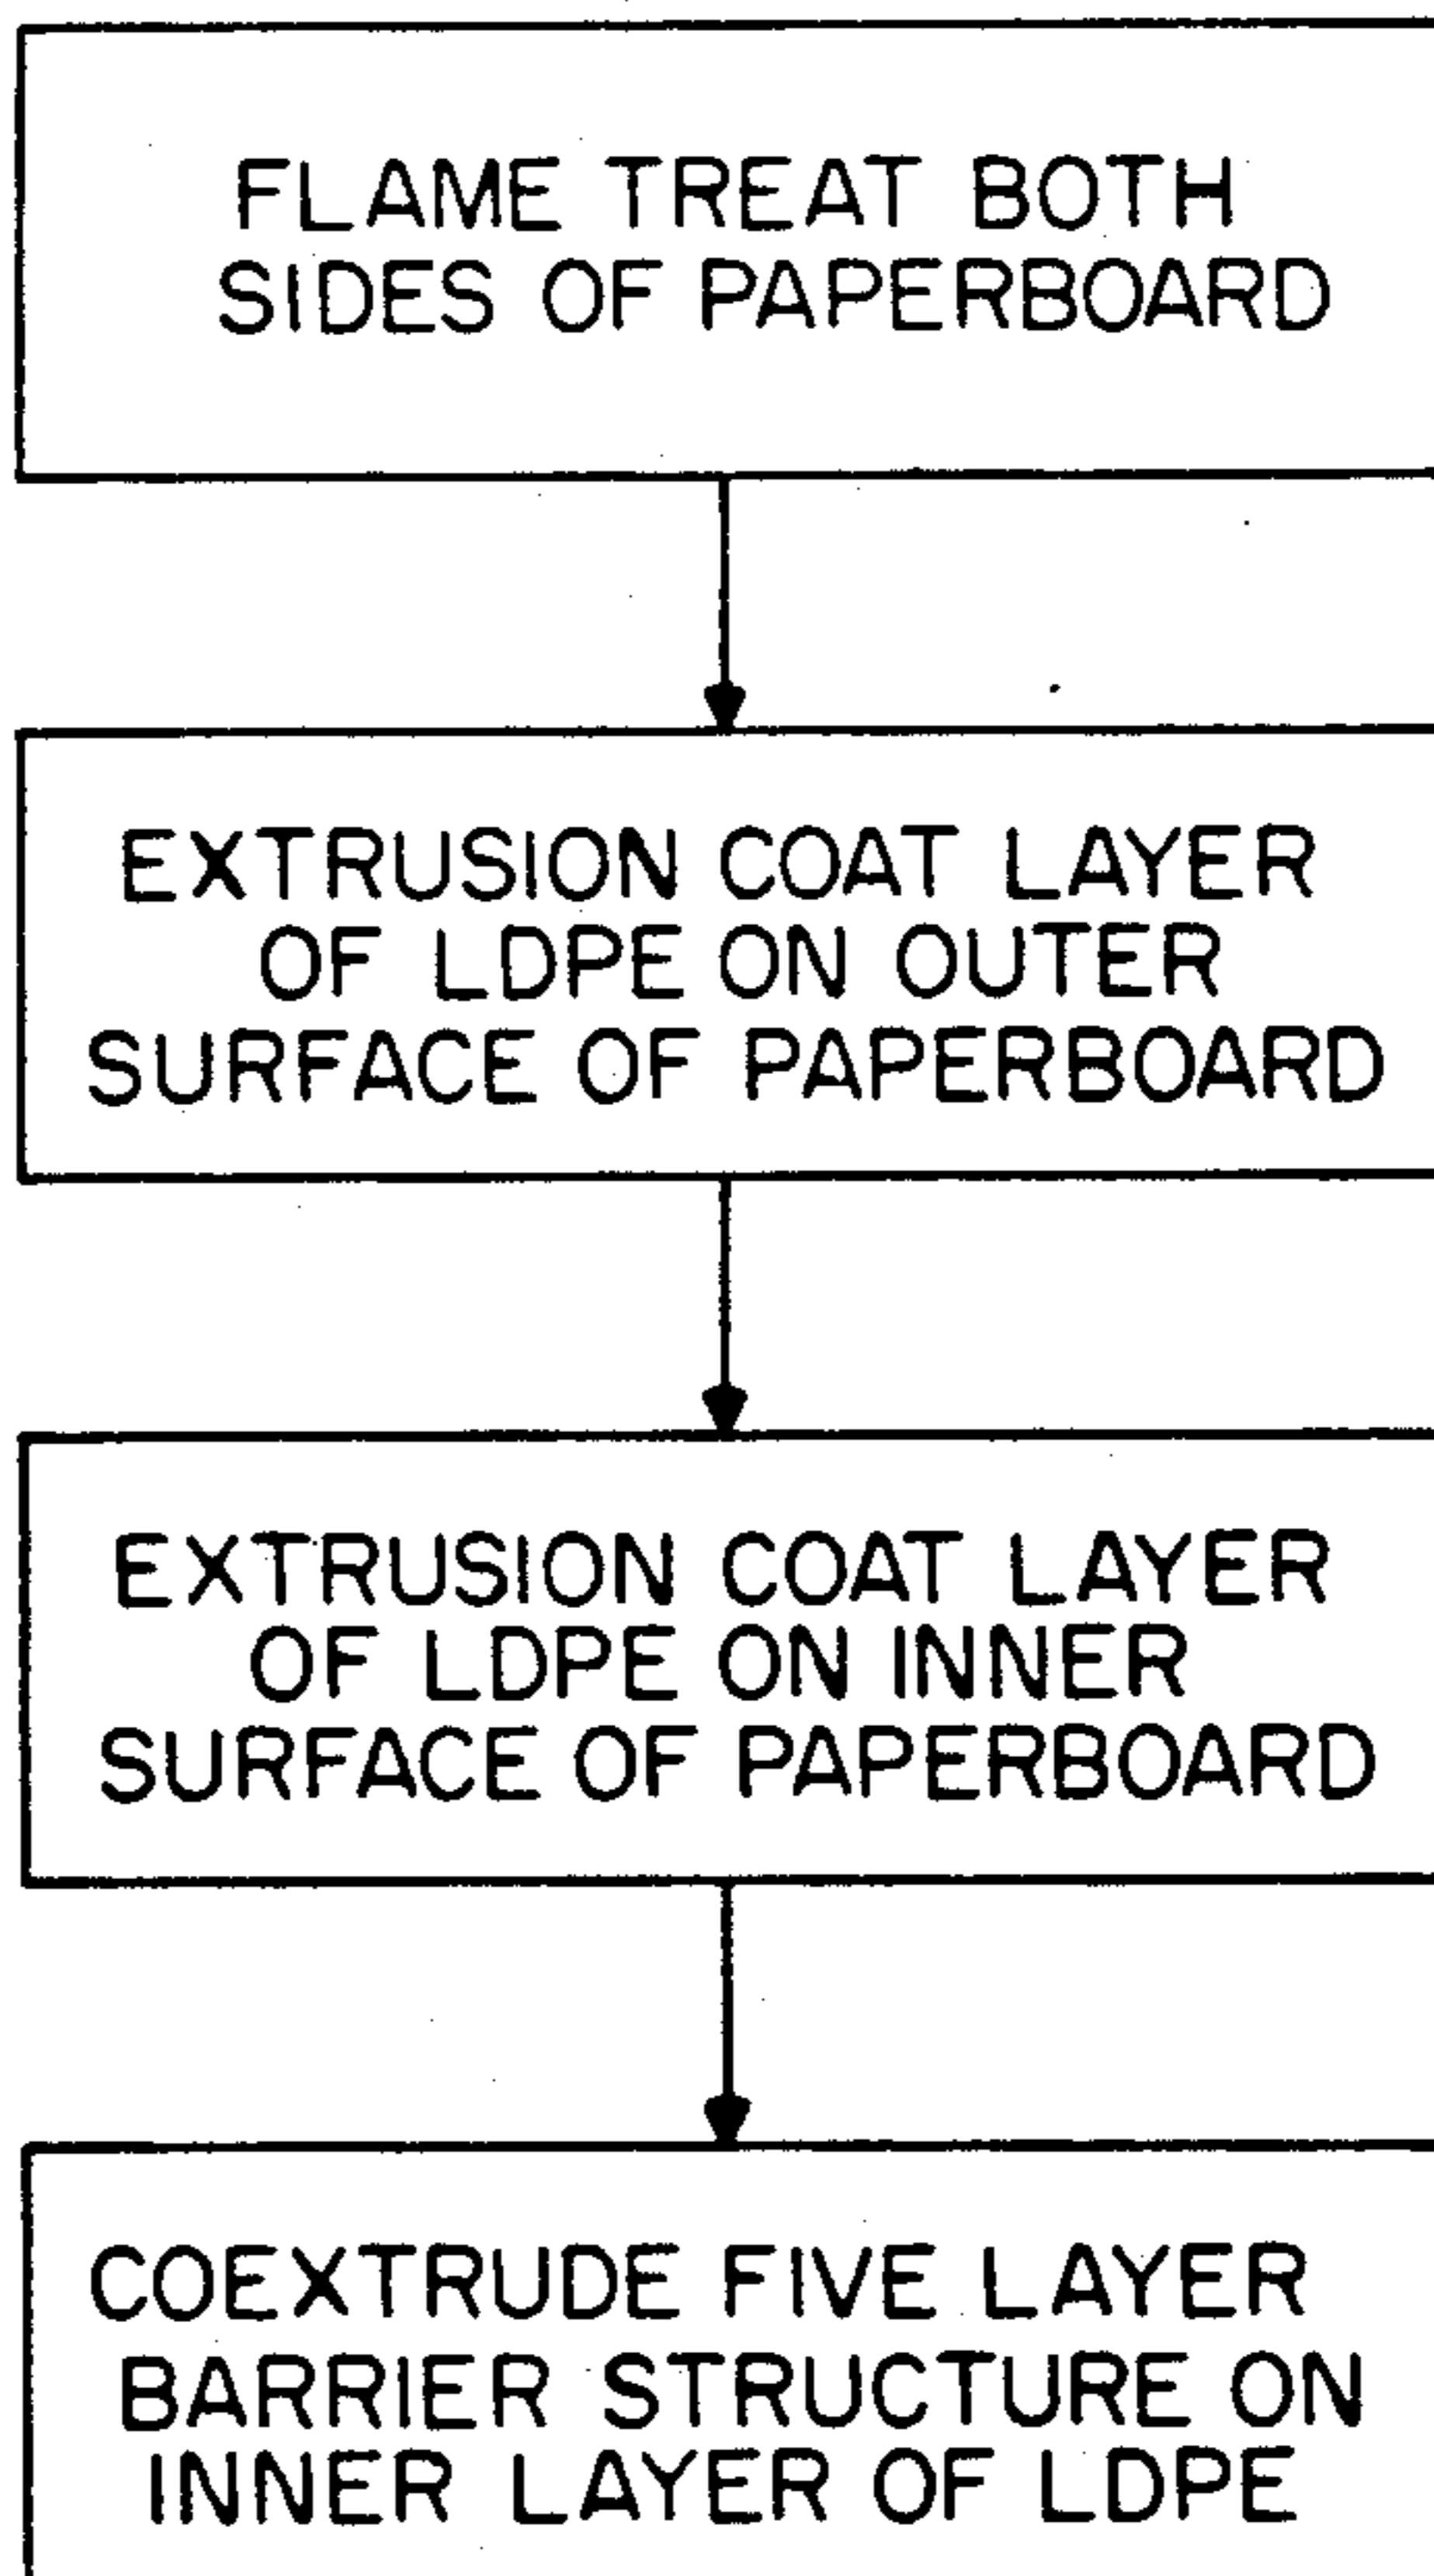 FLAME TREAT BOTH
SIDES OF PAPERBOARD
EXTRUSION COAT LAYER
OF LDPE ON OUTER
SURFACE OF PAPERBOARD
EXTRUSION COAT LAYER
OF LDPE ON INNER
SURFACE OF PAPERBOARD
COEXTRUDE FIVE LAYER
BARRIER STRUCTURE ON
INNER LAYER OF LDPE